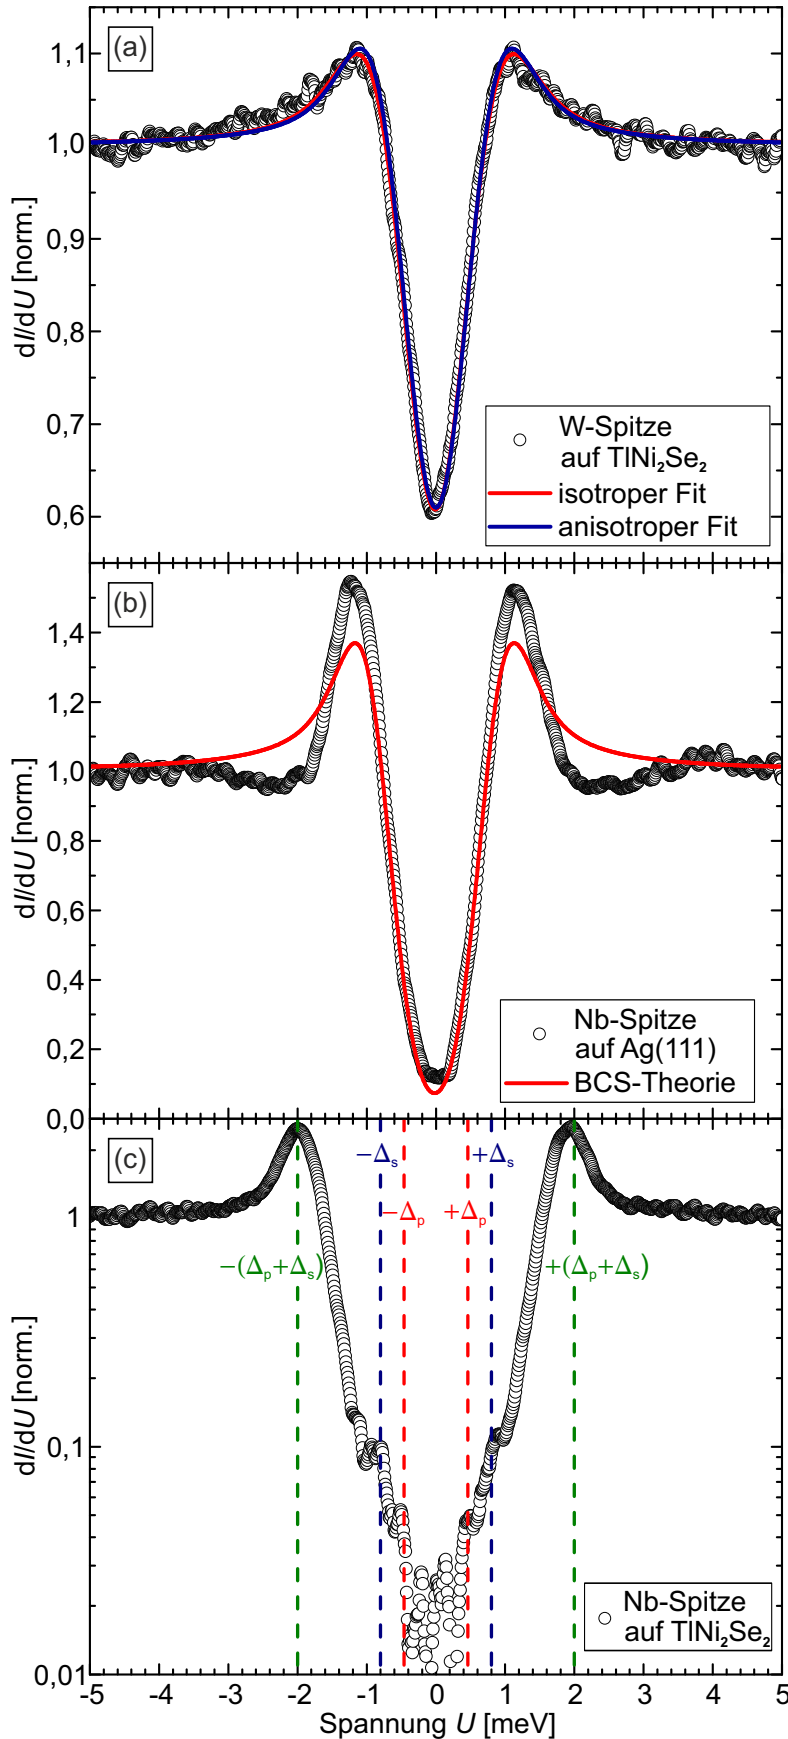 (a)
1,1
1,0
0,9
0,8
0,7
0,6
dI/dU [norm.]
W-Spitze
auf TlNi₂Se₂
isotroper Fit
anisotroper Fit
(b)
1,4
1,2
1,0
0,8
0,6
0,4
0,2
0,0
dI/dU [norm.]
Nb-Spitze
auf Ag(111)
BCS-Theorie
(c)
−Δₛ
+Δₛ
−Δₚ
+Δₚ
−(Δₚ+Δₛ)
+(Δₚ+Δₛ)
1
0,1
0,01
dI/dU [norm.]
Nb-Spitze
auf TlNi₂Se₂
-5 -4 -3 -2 -1 0 1 2 3 4 5
Spannung U [meV]